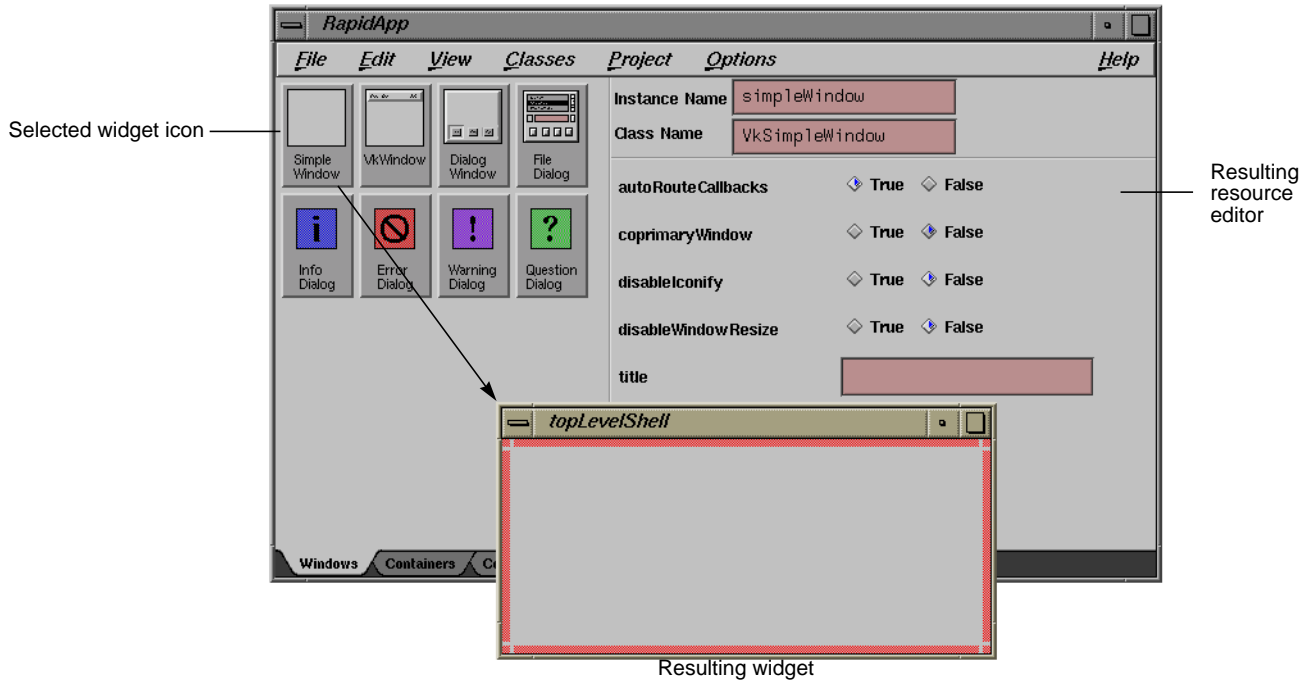 RapidApp
File Edit View Classes Project Options Help
Selected widget icon
Simple Window
VkWindow
Dialog Window
File Dialog
Info Dialog
Error Dialog
Warning Dialog
Question Dialog
Instance Name simpleWindow
Class Name VkSimpleWindow
autoRouteCallbacks True False
coprimaryWindow True False
disableIconify True False
disableWindowResize True False
title
Resulting
resource
editor
topLevelShell
Windows Containers
Resulting widget